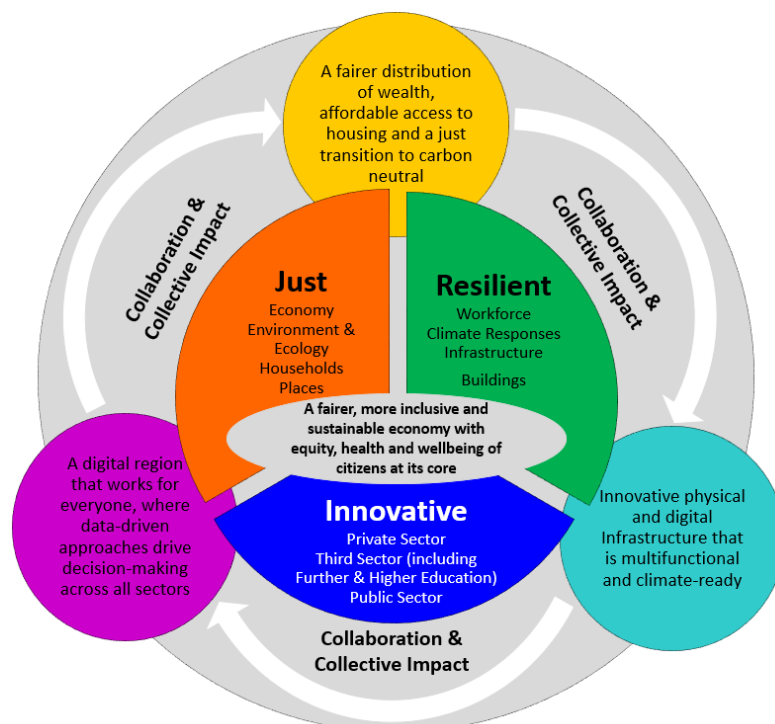 A fairer distribution
of wealth,
affordable access to
housing and a just
transition to carbon
neutral
Collaboration &
Collective Impact
Collaboration &
Collective Impact
Just
Economy
Environment &
Ecology
Households
Places
Resilient
Workforce
Climate Responses
Infrastructure
Buildings
A fairer, more inclusive and
sustainable economy with
equity, health and wellbeing of
citizens at its core
A digital region
that works for
everyone, where
data-driven
approaches drive
decision-making
across all sectors
Innovative
Private Sector
Third Sector (including
Further & Higher Education)
Public Sector
Innovative physical
and digital
Infrastructure that
is multifunctional
and climate-ready
Collaboration &
Collective Impact